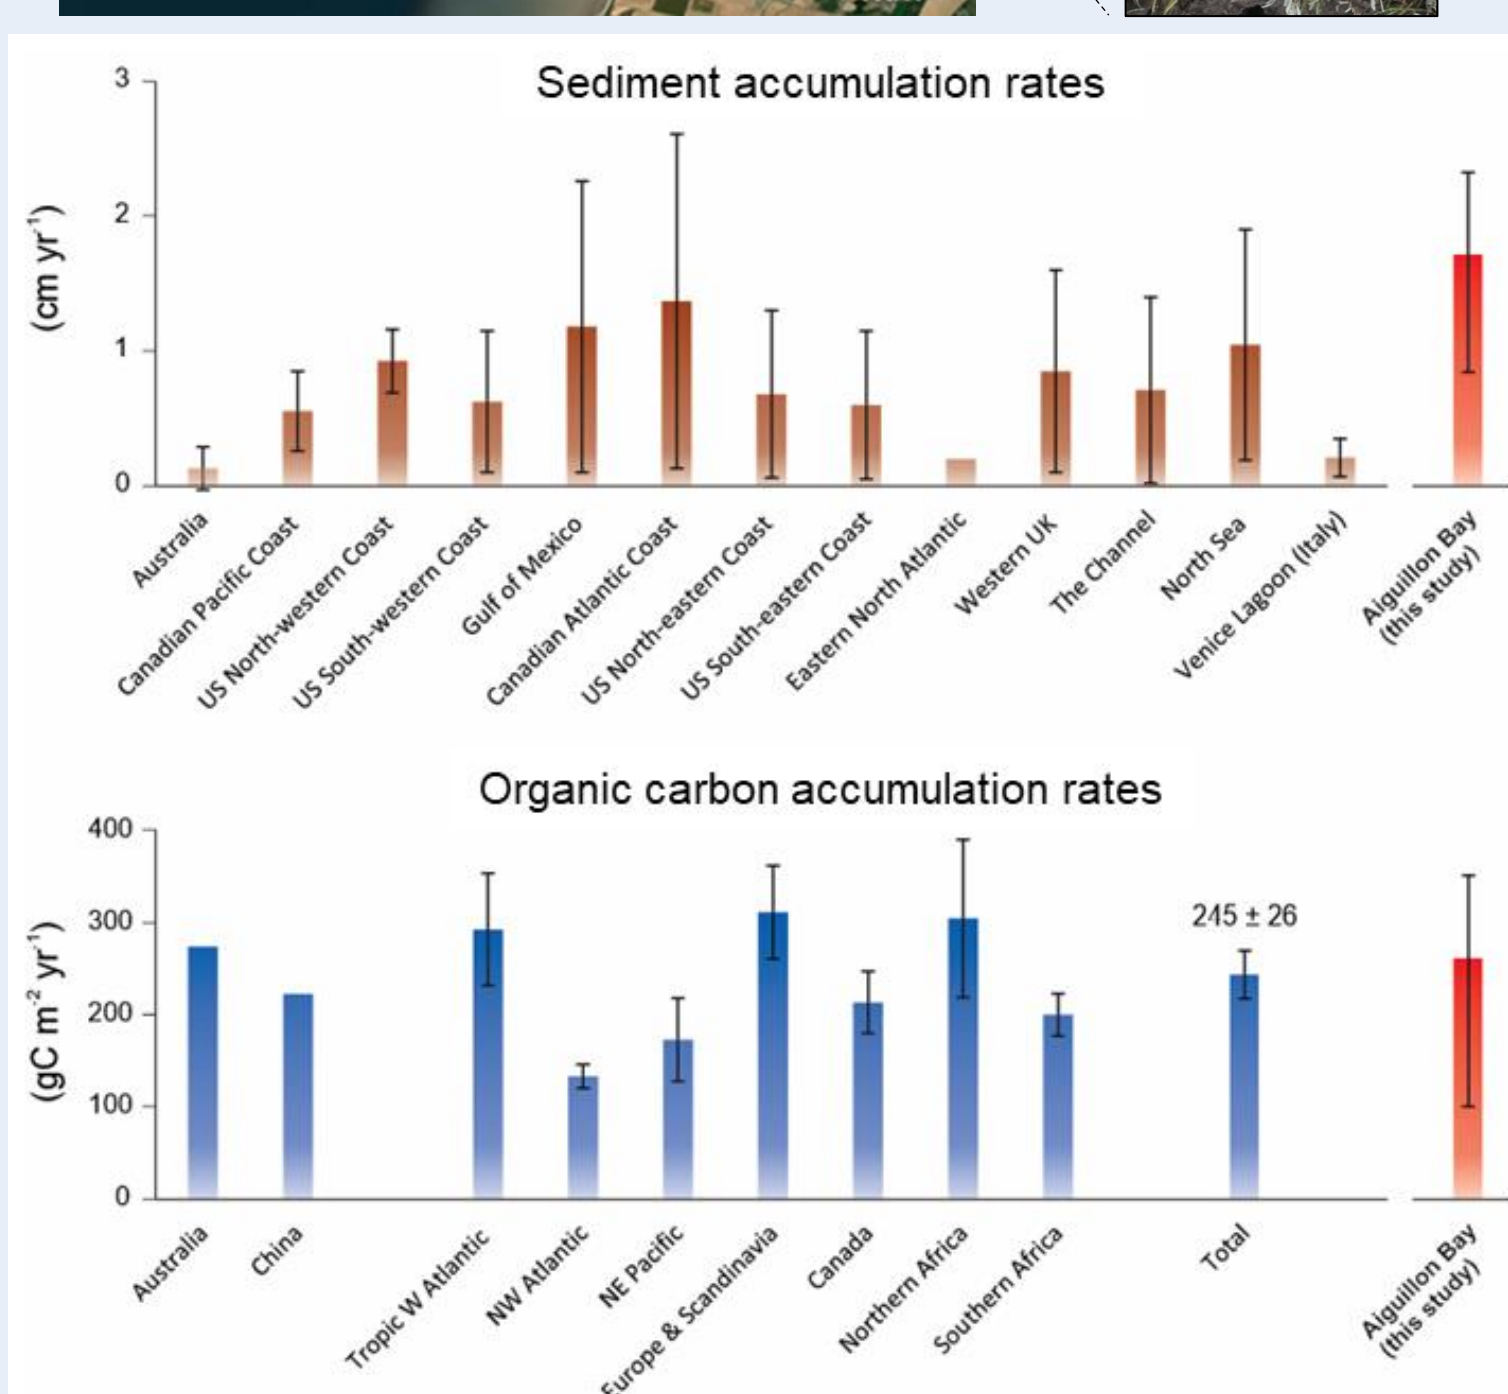 Sediment accumulation rates
(cm yr⁻¹)
3
2
1
0
Australia
Canadian Pacific Coast
US North-western Coast
US South-western Coast
Gulf of Mexico
Canadian Atlantic Coast
US North-eastern Coast
US South-eastern Coast
Eastern North Atlantic
Western UK
The Channel
North Sea
Venice Lagoon (Italy)
Aiguillon Bay
(this study)
Organic carbon accumulation rates
(gC m⁻² yr⁻¹)
400
300
200
100
0
245 ± 26
Australia
China
Tropic W Atlantic
NW Atlantic
NE Pacific
Europe & Scandinavia
Canada
Northern Africa
Southern Africa
Total
Aiguillon Bay
(this study)